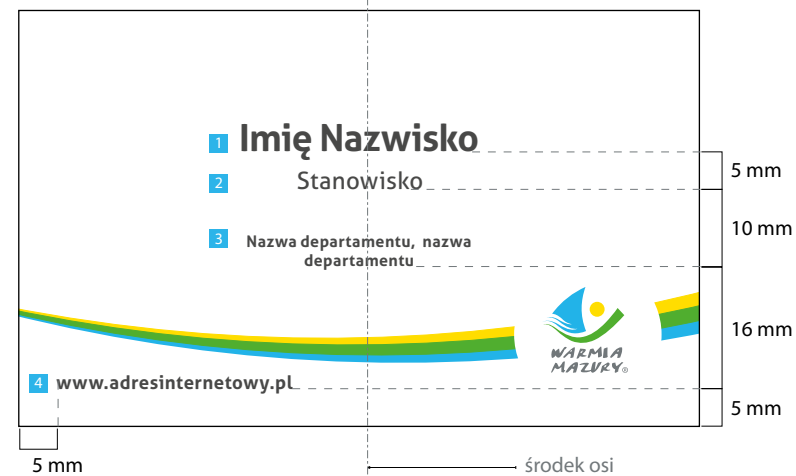 1 Imię Nazwisko
5 mm
2 Stanowisko
10 mm
3 Nazwa departamentu, nazwa
departamentu
16 mm
WARMIA
MAZURY®
4 www.adresinternetowy.pl
5 mm
5 mm
środek osi